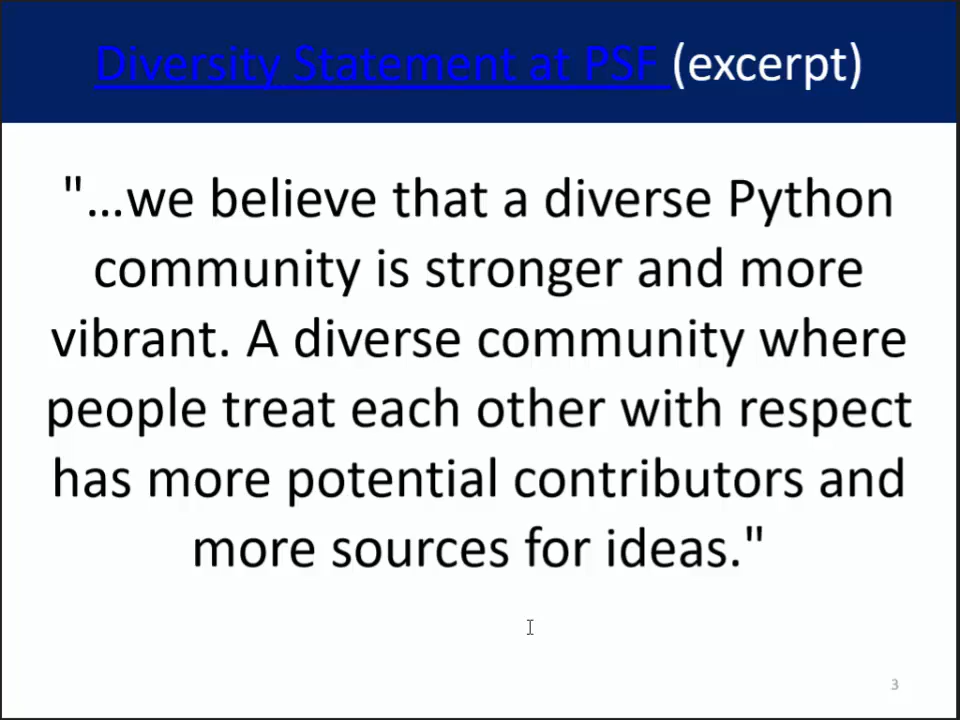 Diversity Statement at PSF (excerpt)
"…we believe that a diverse Python
community is stronger and more
vibrant. A diverse community where
people treat each other with respect
has more potential contributors and
more sources for ideas."
3